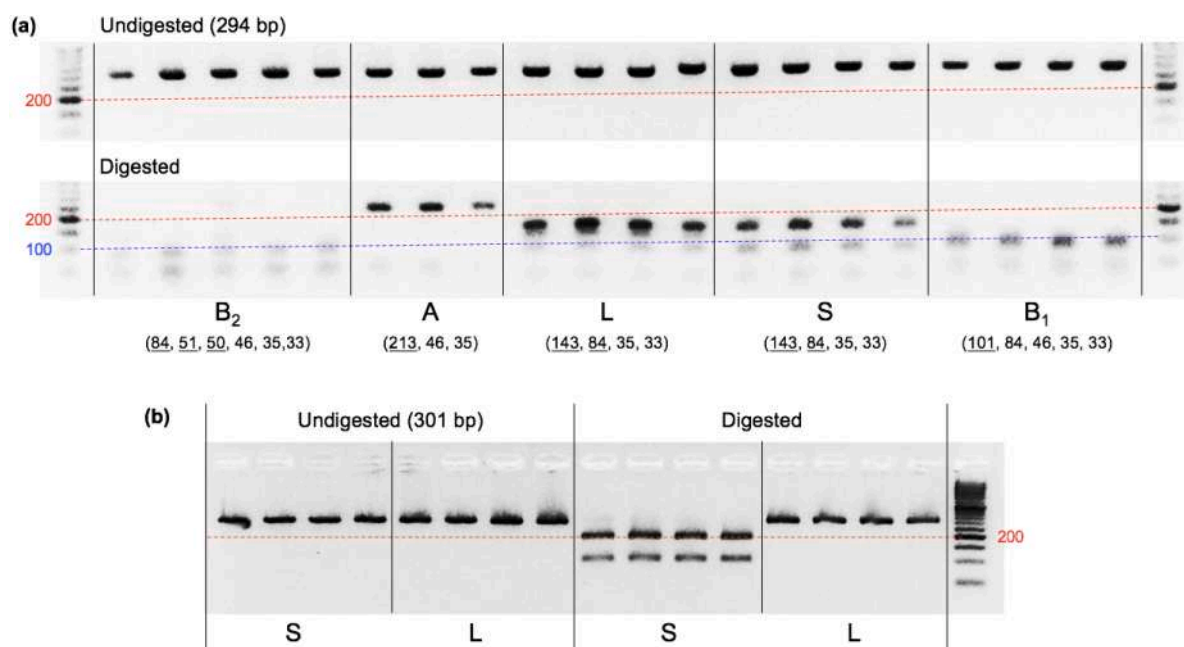 (a)
Undigested (294 bp)
200
Digested
200
100
B₂ A L S B₁
(84, 51, 50, 46, 35,33) (213, 46, 35) (143, 84, 35, 33) (143, 84, 35, 33) (101, 84, 46, 35, 33)
(b)
Undigested (301 bp) Digested
200
S L S L